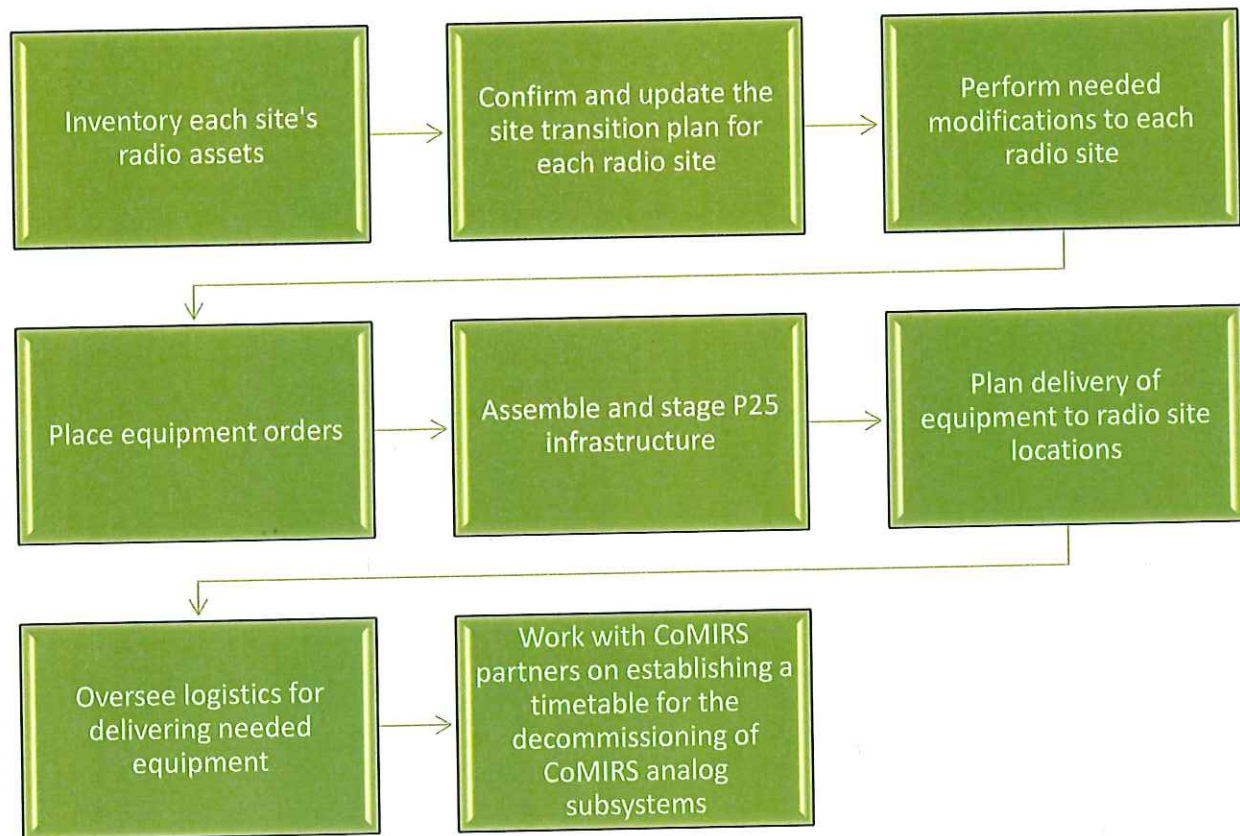 Inventory each site's
radio assets
Confirm and update the
site transition plan for
each radio site
Perform needed
modifications to each
radio site
Place equipment orders
Assemble and stage P25
infrastructure
Plan delivery of
equipment to radio site
locations
Oversee logistics for
delivering needed
equipment
Work with CoMIRS
partners on establishing a
timetable for the
decommissioning of
CoMIRS analog
subsystems